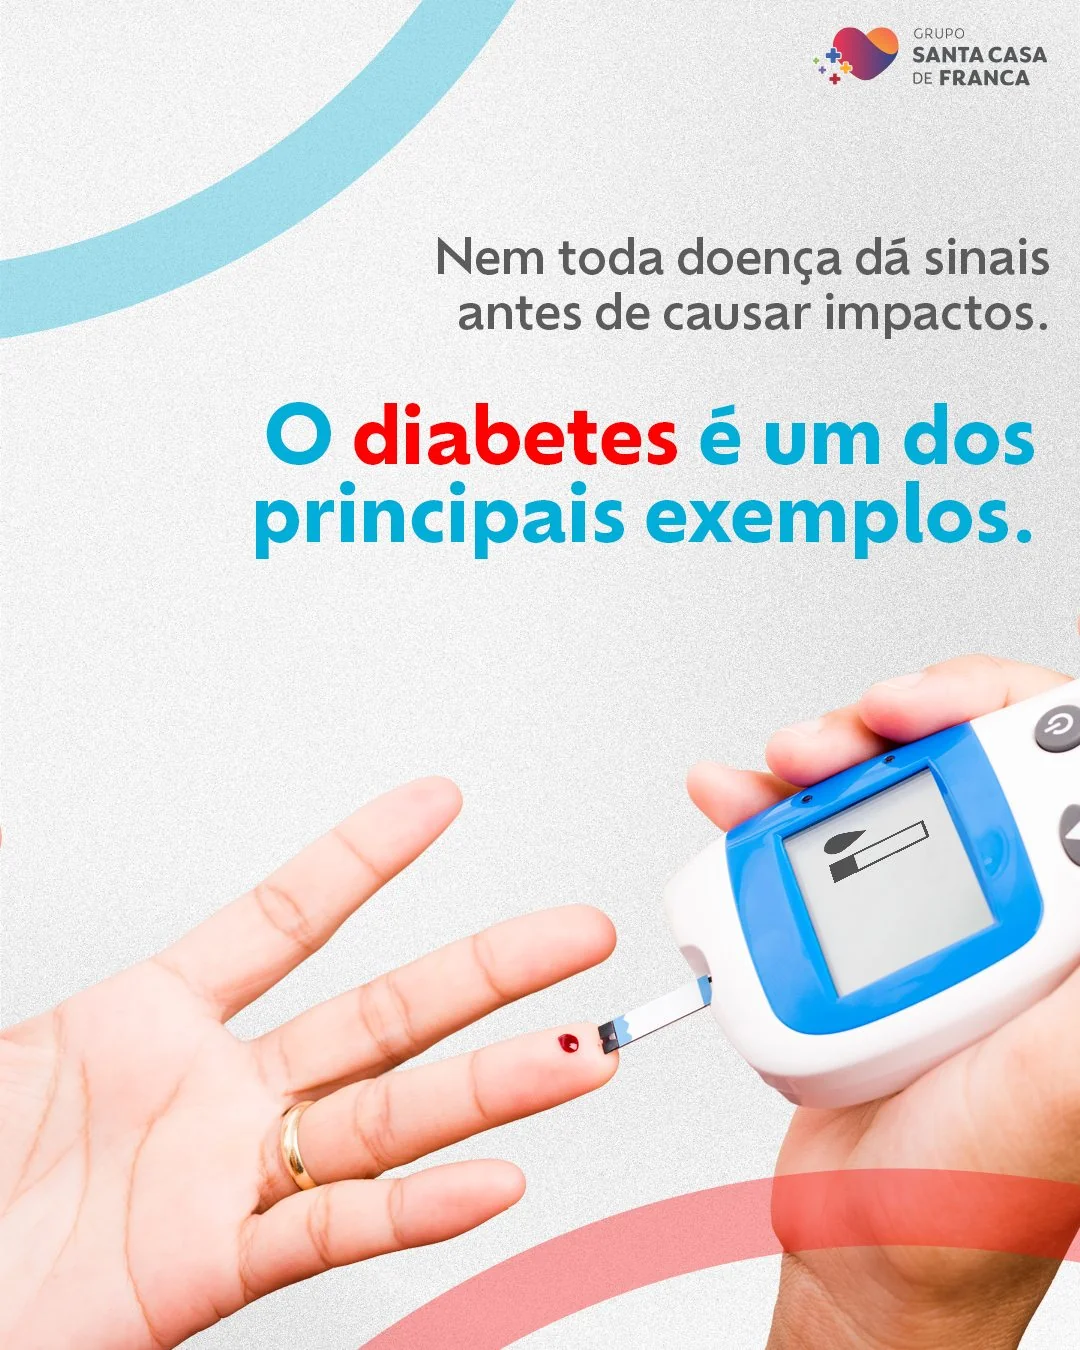 GRUPO
SANTA CASA
DE FRANCA
Nem toda doença dá sinais
antes de causar impactos.
O diabetes é um dos
principais exemplos.